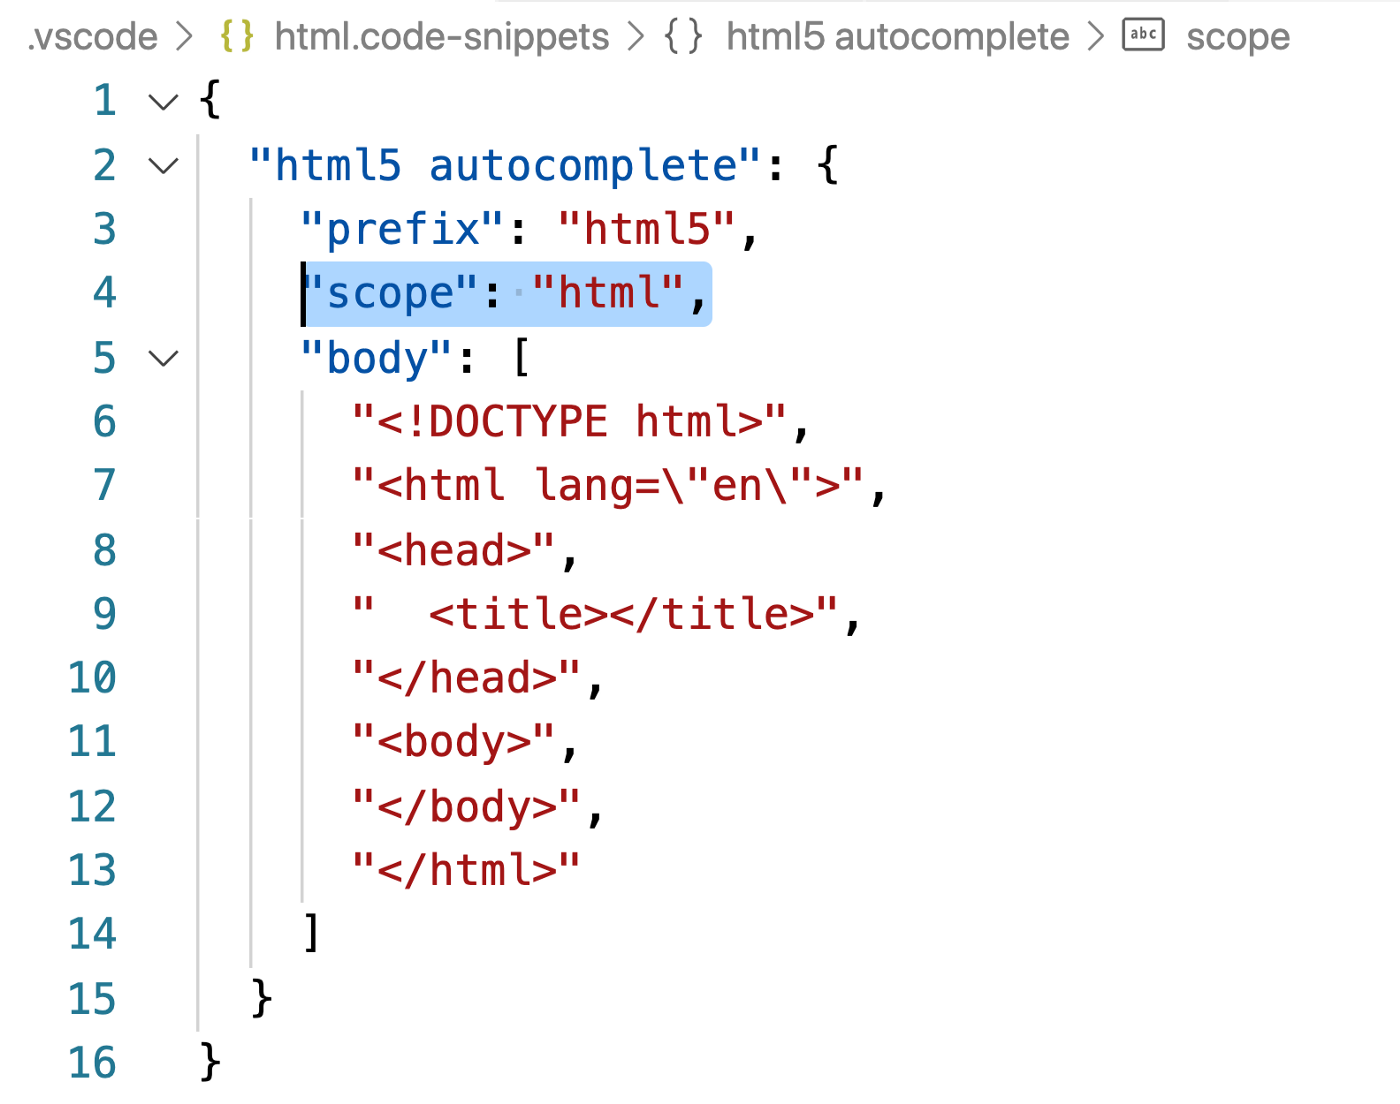 .vscode > {} html.code-snippets > {} html5 autocomplete > abc scope
1 {
2 "html5 autocomplete": {
3 "prefix": "html5",
4 "scope": "html",
5 "body": [
6 "<!DOCTYPE html>",
7 "<html lang=\"en\">",
8 "<head>",
9 "  <title></title>",
10 "</head>",
11 "<body>",
12 "</body>",
13 "</html>"
14 ]
15 }
16 }